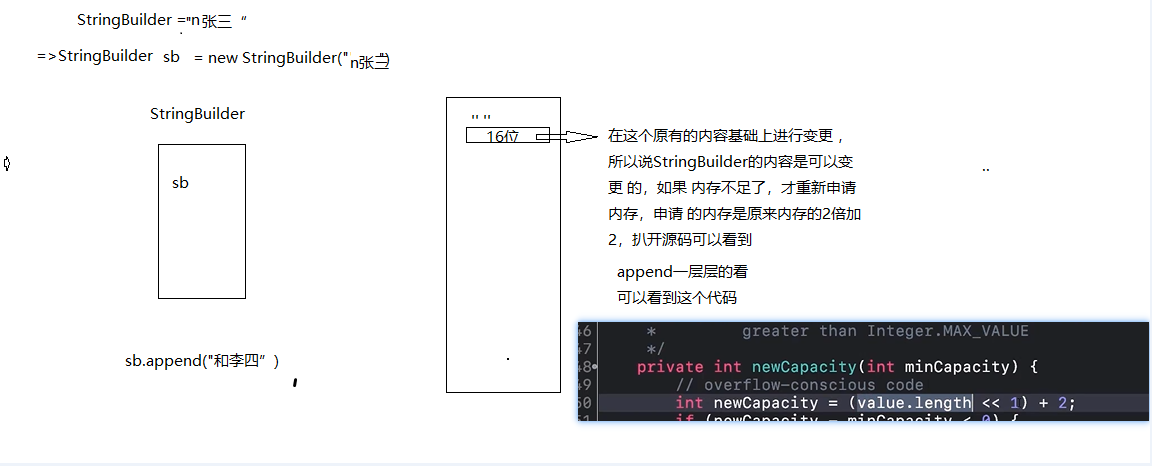 StringBuilder ="n张三“
=>StringBuilder sb = new StringBuilder("n张三")
StringBuilder
sb
sb.append("和李四”)
" "
16位
在这个原有的内容基础上进行变更，
所以说StringBuilder的内容是可以变
更 的，如果 内存不足了，才重新申请
内存，申请 的内存是原来内存的2倍加
2，扒开源码可以看到
append一层层的看
可以看到这个代码
46 * greater than Integer.MAX_VALUE
47 */
48 private int newCapacity(int minCapacity) {
49 // overflow-conscious code
50 int newCapacity = (value.length << 1) + 2;
51 if (newCapacity - minCapacity < 0) {